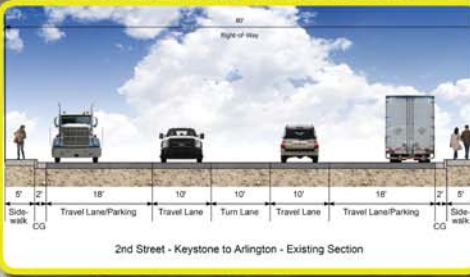 80'
Right-of-Way
5' 2' 18' 10' 10' 10' 18' 2' 5'
Side-walk CG Travel Lane/Parking Travel Lane Turn Lane Travel Lane Travel Lane/Parking CG Side-walk
2nd Street - Keystone to Arlington - Existing Section